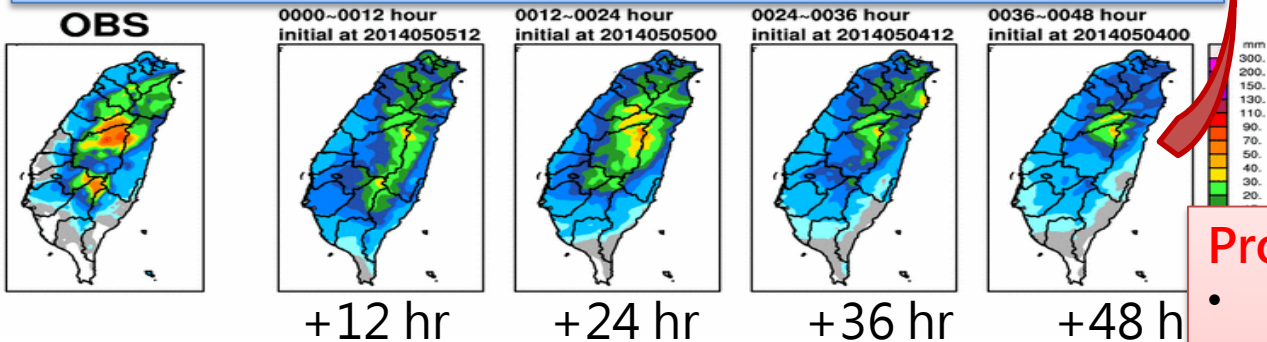 OBS
0000~0012 hour
initial at 2014050512
0012~0024 hour
initial at 2014050500
0024~0036 hour
initial at 2014050412
0036~0048 hour
initial at 2014050400
mm
300.
200.
150.
130.
110.
90.
70.
50.
40.
30.
20.
+12 hr
+24 hr
+36 hr
+48 h
Pro
•